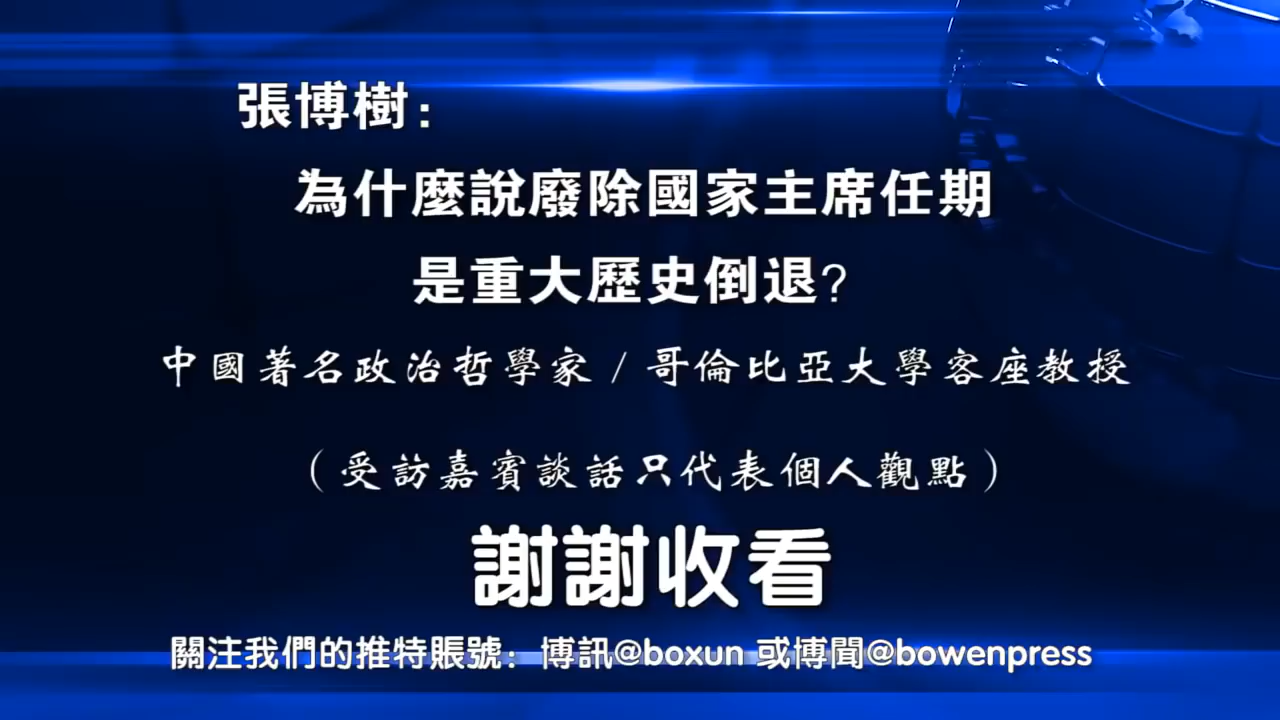 張博樹：
為什麼說廢除國家主席任期
是重大歷史倒退？
中國著名政治哲學家 / 哥倫比亞大學客座教授
（受訪嘉賓談話只代表個人觀點）
謝謝收看
關注我們的推特賬號：博訊@boxun 或博聞@bowenpress